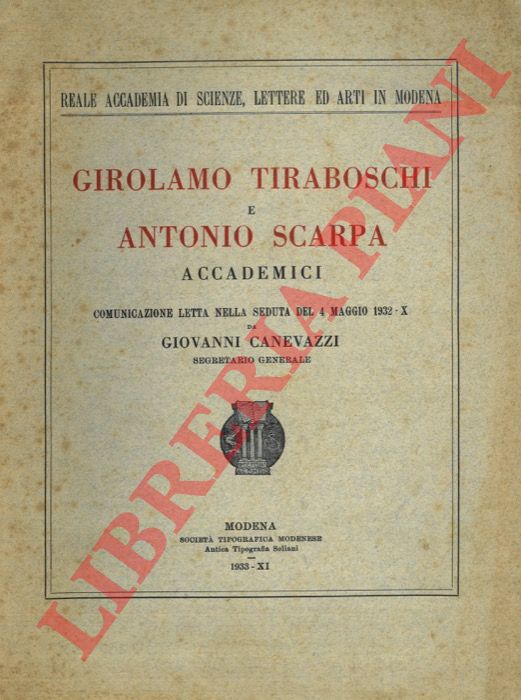 REALE ACCADEMIA DI SCIENZE, LETTERE ED ARTI IN MODENA
GIROLAMO TIRABOSCHI
E
ANTONIO SCARPA
ACCADEMICI
COMUNICAZIONE LETTA NELLA SEDUTA DEL 4 MAGGIO 1932 - X
DA
GIOVANNI CANEVAZZI
SEGRETARIO GENERALE
MODENA
SOCIETÀ TIPOGRAFICA MODENESE
Antica Tipografia Soliani
1933 - XI
LIBRERIA PIANI